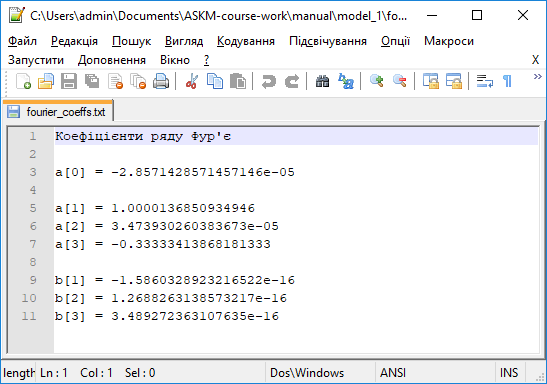 C:\Users\admin\Documents\ASKM-course-work\manual\model_1\fo...
Файл Редакція Пошук Вигляд Кодування Підсвічування Опції Макроси
Запустити Доповнення Вікно ? X
fourier_coeffs.txt
1 Коефіцієнти ряду Фур'є
2
3 a[0] = -2.8571428571457146e-05
4
5 a[1] = 1.0000136850934946
6 a[2] = 3.473930260383673e-05
7 a[3] = -0.33333413868181333
8
9 b[1] = -1.5860328923216522e-16
10 b[2] = 1.2688263138573217e-16
11 b[3] = 3.489272363107635e-16
length Ln : 1 Col : 1 Sel : 0 Dos\Windows ANSI INS